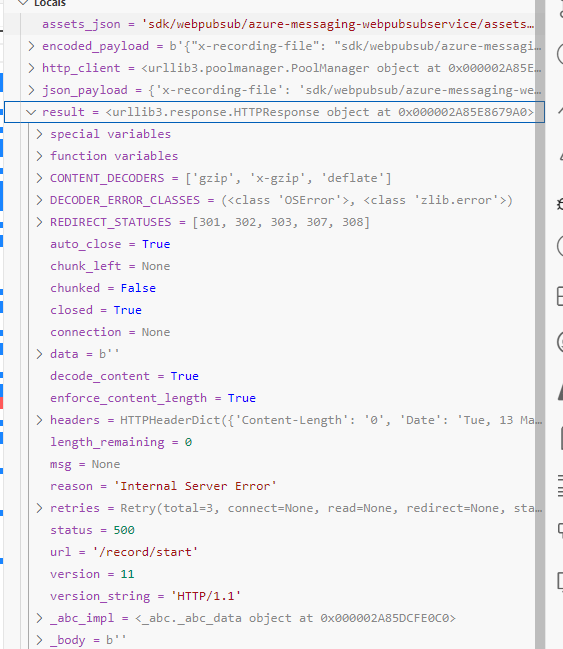 Locals
assets_json = 'sdk/webpubsub/azure-messaging-webpubsubservice/assets…
encoded_payload = b'{"x-recording-file": "sdk/webpubsub/azure-messagi…
http_client = <urllib3.poolmanager.PoolManager object at 0x000002A85E…
json_payload = {'x-recording-file': 'sdk/webpubsub/azure-messaging-we…
result = <urllib3.response.HTTPResponse object at 0x000002A85E8679A0>
special variables
function variables
CONTENT_DECODERS = ['gzip', 'x-gzip', 'deflate']
DECODER_ERROR_CLASSES = (<class 'OSError'>, <class 'zlib.error'>)
REDIRECT_STATUSES = [301, 302, 303, 307, 308]
auto_close = True
chunk_left = None
chunked = False
closed = True
connection = None
data = b''
decode_content = True
enforce_content_length = True
headers = HTTPHeaderDict({'Content-Length': '0', 'Date': 'Tue, 13 Ma…
length_remaining = 0
msg = None
reason = 'Internal Server Error'
retries = Retry(total=3, connect=None, read=None, redirect=None, sta…
status = 500
url = '/record/start'
version = 11
version_string = 'HTTP/1.1'
_abc_impl = <_abc._abc_data object at 0x000002A85DCFE0C0>
_body = b''